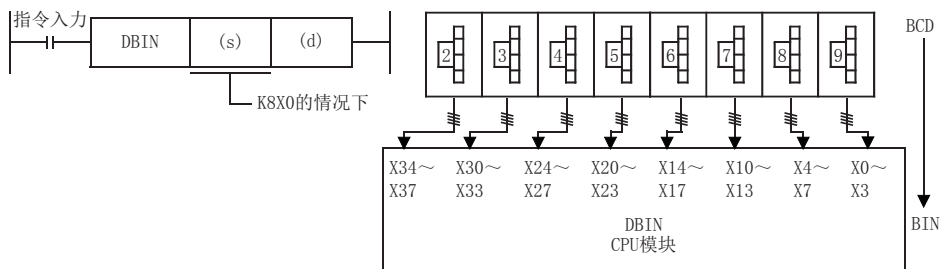 指令入力
DBIN (s) (d)
K8X0的情况下
2 3 4 5 6 7 8 9
BCD
X34～ X30～ X24～ X20～ X14～ X10～ X4～ X0～
X37 X33 X27 X23 X17 X13 X7 X3
DBIN
CPU模块
BIN